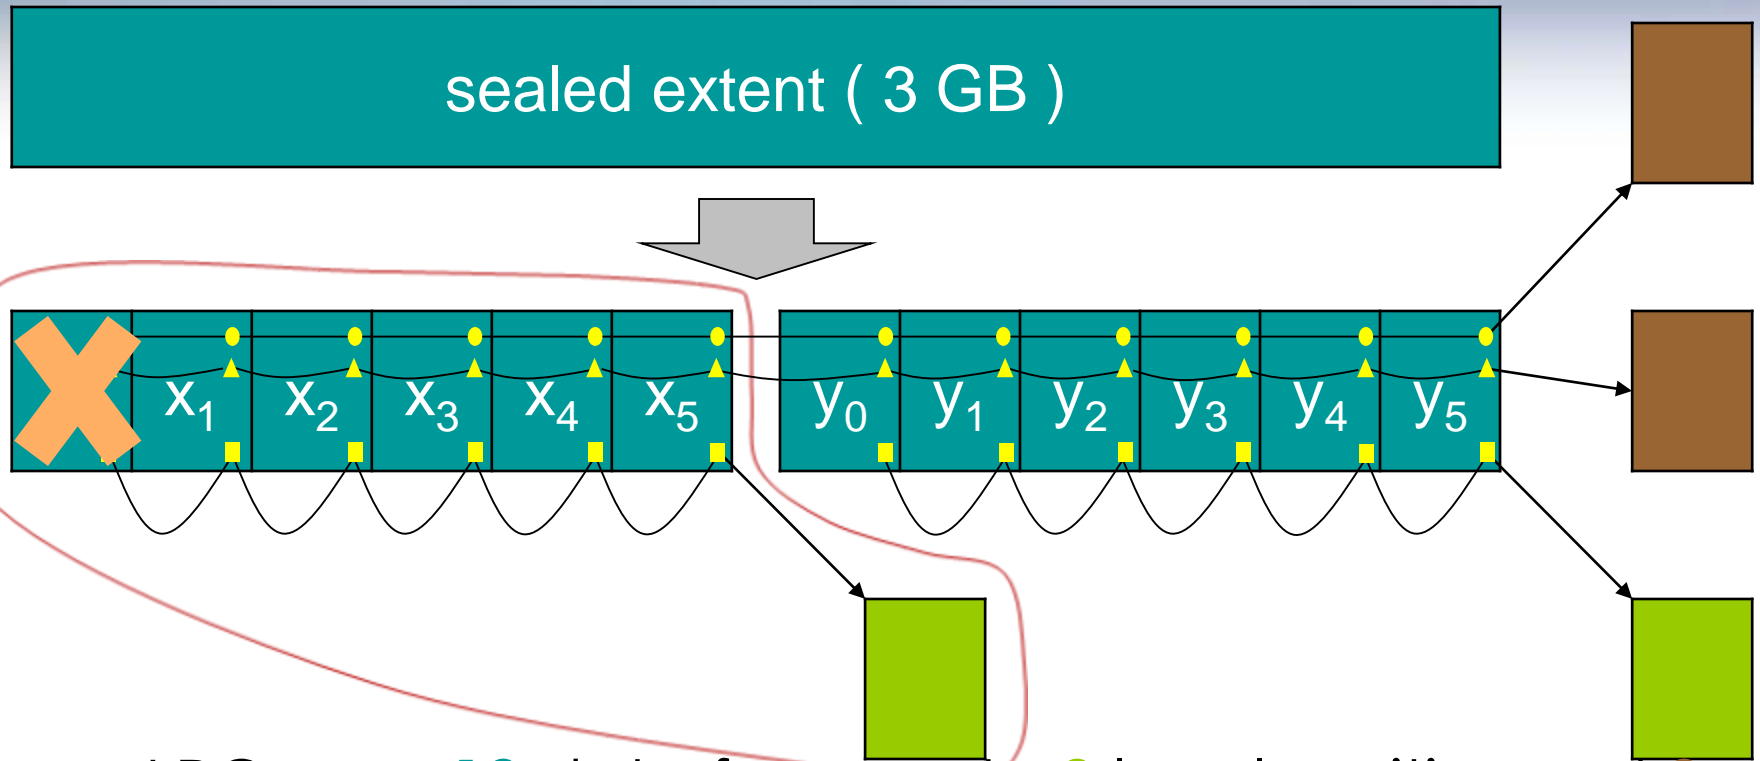 sealed extent ( 3 GB )
x1 x2 x3 x4 x5 y0 y1 y2 y3 y4 y5